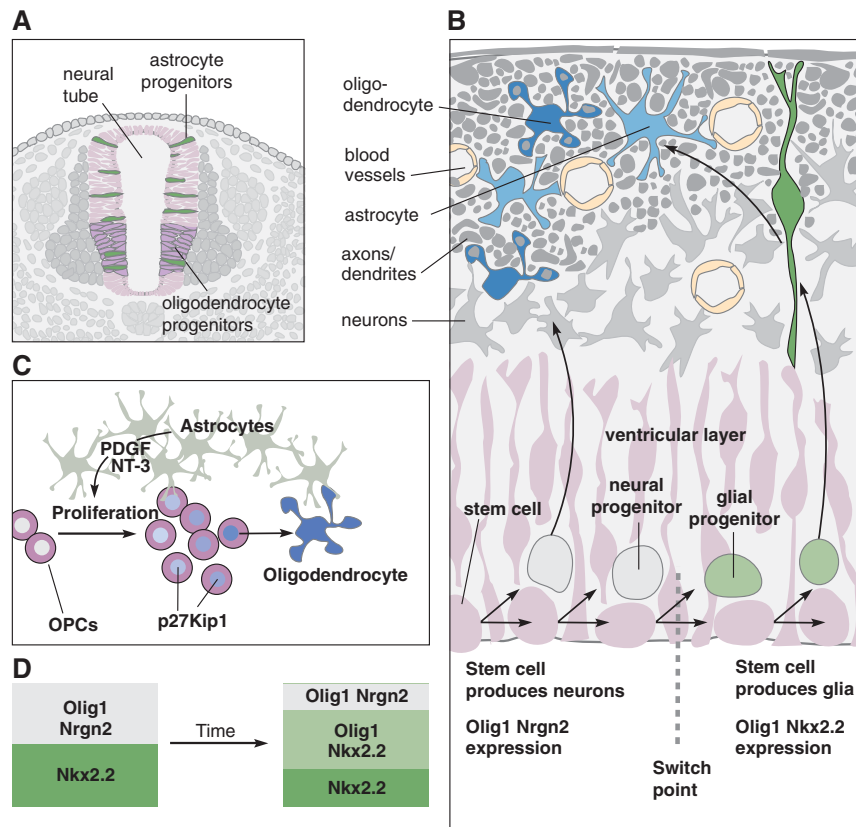 A
neural
tube
astrocyte
progenitors
oligodendrocyte
progenitors
B
oligo-
dendrocyte
blood
vessels
astrocyte
axons/
dendrites
neurons
ventricular layer
stem cell
neural
progenitor
glial
progenitor
Stem cell
produces neurons
Olig1 Nrgn2
expression
Switch
point
Stem cell
produces glia
Olig1 Nkx2.2
expression
C
Astrocytes
PDGF
NT-3
Proliferation
OPCs
p27Kip1
Oligodendrocyte
D
Olig1
Nrgn2
Nkx2.2
Time
Olig1 Nrgn2
Olig1
Nkx2.2
Nkx2.2